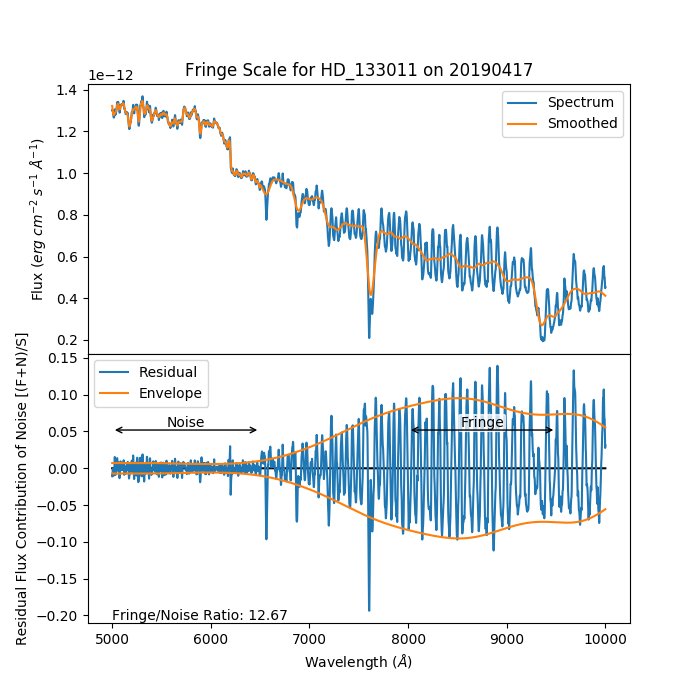 Fringe Scale for HD_133011 on 20190417
1e−12
1.4
1.2
1.0
0.8
0.6
0.4
0.2
Flux (erg cm⁻² s⁻¹ Å⁻¹)
Spectrum
Smoothed
0.15
0.10
0.05
0.00
−0.05
−0.10
−0.15
−0.20
Residual Flux Contribution of Noise [(F+N)/S]
Residual
Envelope
Noise
Fringe
Fringe/Noise Ratio: 12.67
5000
6000
7000
8000
9000
10000
Wavelength (Å)